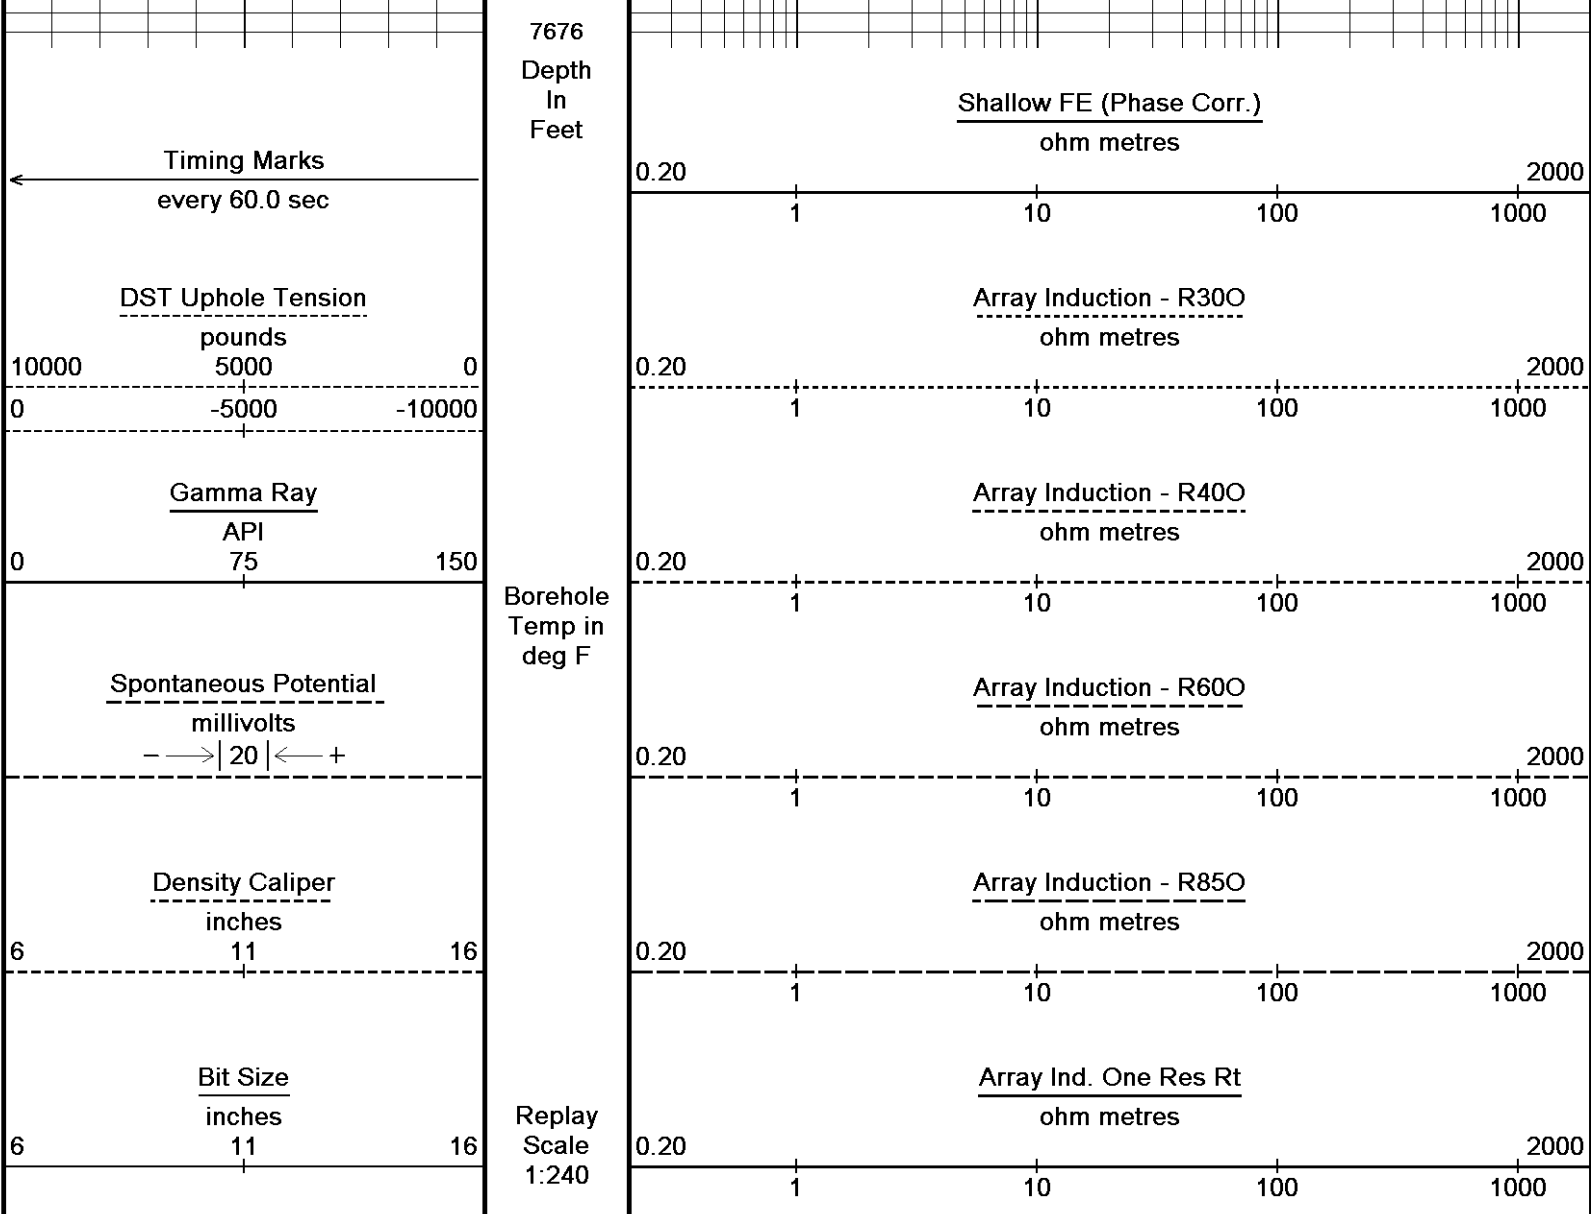 7676
Depth
In
Feet
Timing Marks
every 60.0 sec
DST Uphole Tension
pounds
10000 5000 0
0 -5000 -10000
Gamma Ray
API
0 75 150
Spontaneous Potential
millivolts
− → | 20 | ← +
Density Caliper
inches
6 11 16
Bit Size
inches
6 11 16
Borehole
Temp in
deg F
Replay
Scale
1:240
Shallow FE (Phase Corr.)
ohm metres
0.20 2000
1 10 100 1000
Array Induction - R30O
ohm metres
0.20 2000
1 10 100 1000
Array Induction - R40O
ohm metres
0.20 2000
1 10 100 1000
Array Induction - R60O
ohm metres
0.20 2000
1 10 100 1000
Array Induction - R85O
ohm metres
0.20 2000
1 10 100 1000
Array Ind. One Res Rt
ohm metres
0.20 2000
1 10 100 1000